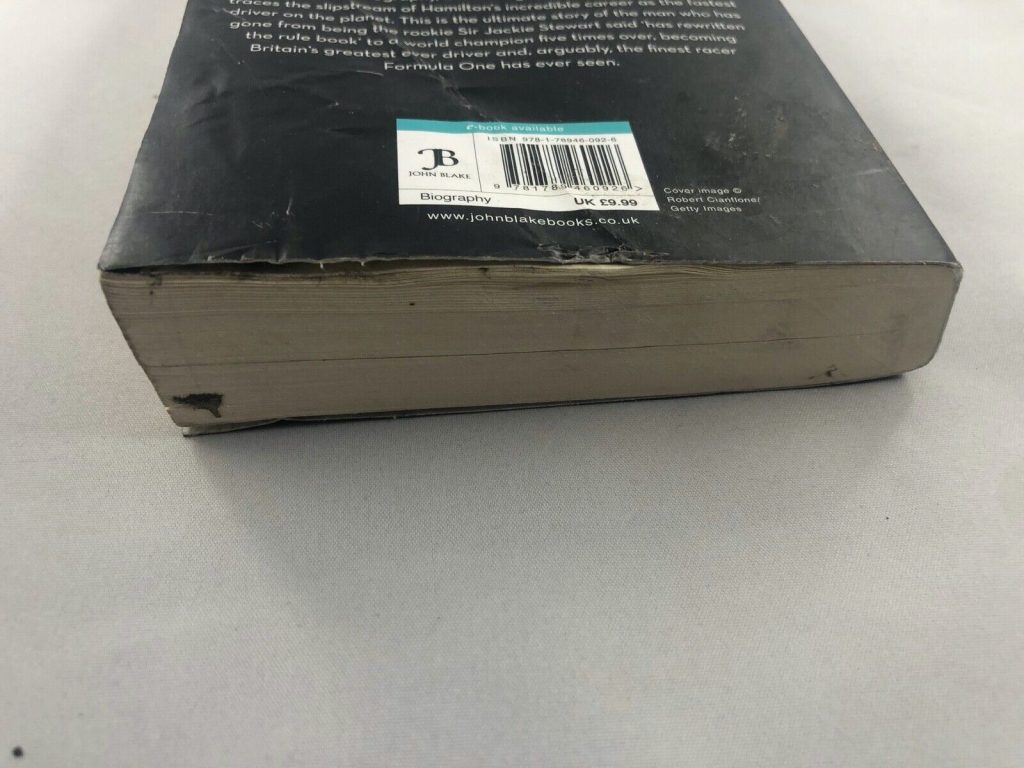 traces the slipstream of Hamilton's incredible career as the fastest
driver on the planet. This is the ultimate story of the man who has
gone from being the rookie Sir Jackie Stewart said 'has rewritten
the rule book' to a world champion five times over, becoming
Britain's greatest ever driver and, arguably, the finest racer
Formula One has ever seen.
e-book available
ISBN 978-1-78946-092-6
JB
JOHN BLAKE
9 781789 460926 >
Biography
UK £9.99
www.johnblakebooks.co.uk
Cover image ©
Robert Cianflone/
Getty Images